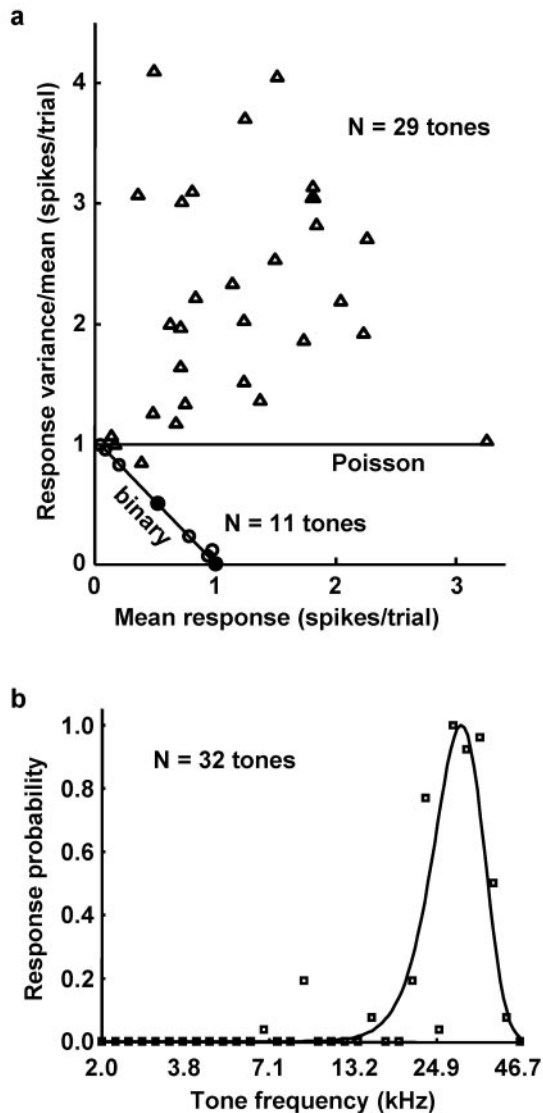 a
Response variance/mean (spikes/trial)
4
3
2
1
0
N = 29 tones
Poisson
binary
N = 11 tones
0 1 2 3
Mean response (spikes/trial)
b
Response probability
1.0
0.8
0.6
0.4
0.2
0.0
N = 32 tones
2.0 3.8 7.1 13.2 24.9 46.7
Tone frequency (kHz)